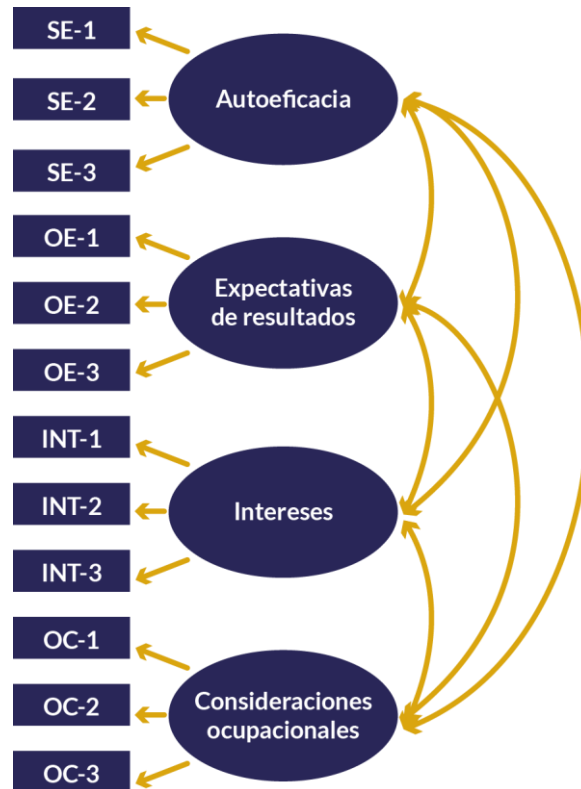 SE-1
SE-2
SE-3
Autoeficacia
OE-1
OE-2
OE-3
Expectativas
de resultados
INT-1
INT-2
INT-3
Intereses
OC-1
OC-2
OC-3
Consideraciones
ocupacionales